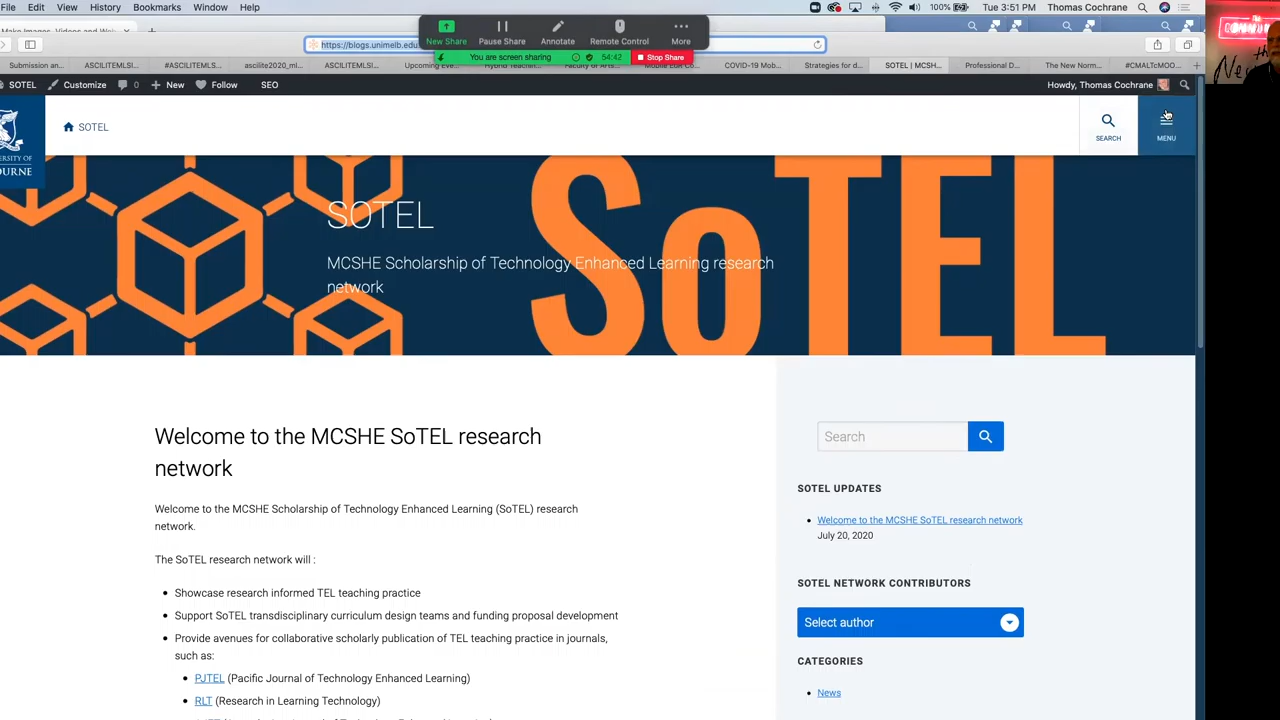 File Edit View History Bookmarks Window Help
100% Tue 3:51 PM Thomas Cochrane
New Share Pause Share Annotate Remote Control More
https://blogs.unimelb.edu
You are screen sharing 54:42 Stop Share
Submission an... ASCILITEMLSI... #ASCILITEMLS... ascilite2020_ml... ASCILITEMLSI... Upcoming Eve... COVID-19 Mob... Strategies for d... SOTEL | MCSH... Professional D... The New Norm... #CMALTcMOO...
SOTEL Customize 0 New Follow SEO Howdy, Thomas Cochrane
SOTEL
SEARCH
MENU
VERSITY OF
OURNE
SOTEL
SoTEL
MCSHE Scholarship of Technology Enhanced Learning research
network
Welcome to the MCSHE SoTEL research
network
Welcome to the MCSHE Scholarship of Technology Enhanced Learning (SoTEL) research
network.
The SoTEL research network will :
• Showcase research informed TEL teaching practice
• Support SoTEL transdisciplinary curriculum design teams and funding proposal development
• Provide avenues for collaborative scholarly publication of TEL teaching practice in journals,
such as:
• PJTEL (Pacific Journal of Technology Enhanced Learning)
• RLT (Research in Learning Technology)
Search
SOTEL UPDATES
• Welcome to the MCSHE SoTEL research network
July 20, 2020
SOTEL NETWORK CONTRIBUTORS
Select author
CATEGORIES
• News